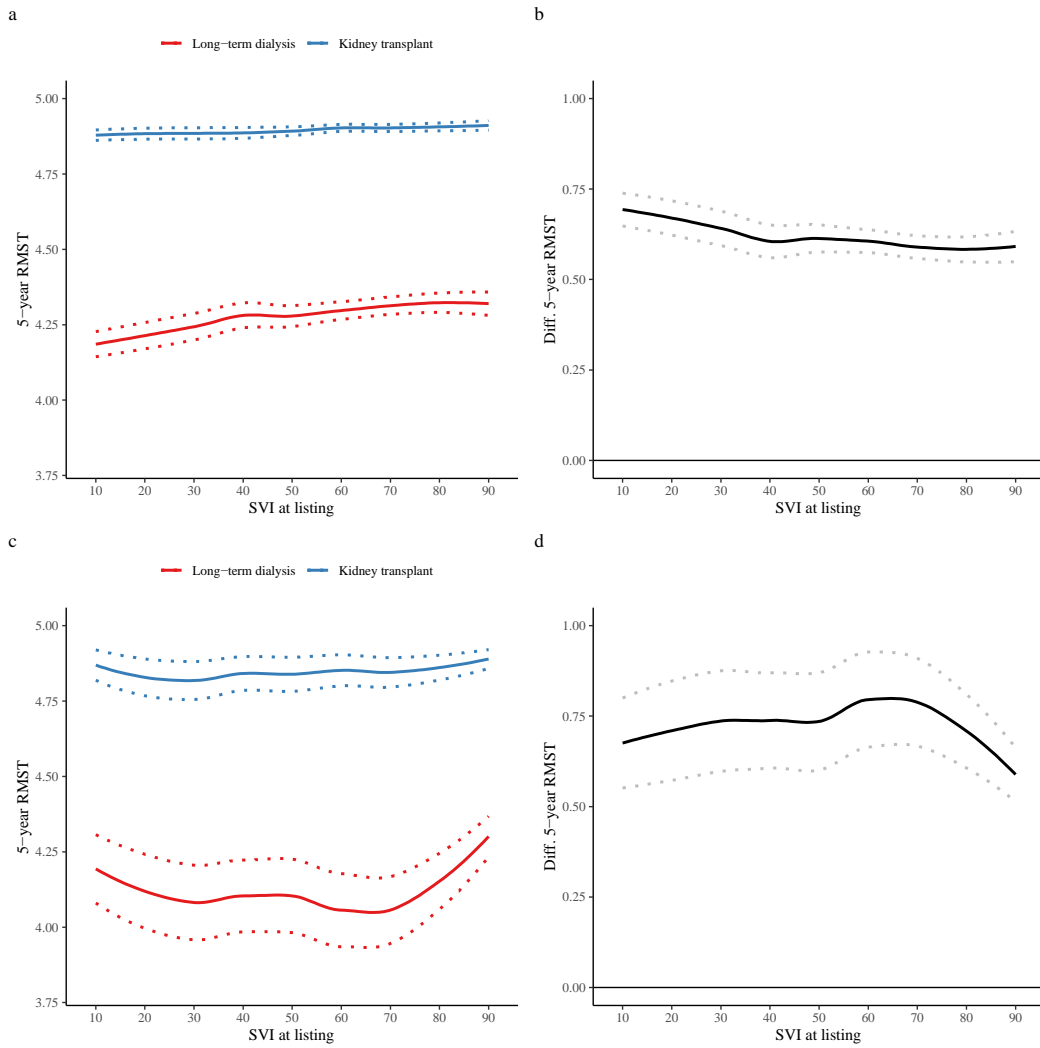 a
Long−term dialysis Kidney transplant
5.00
4.75
4.50
4.25
4.00
3.75
5−year RMST
10 20 30 40 50 60 70 80 90
SVI at listing
b
1.00
0.75
0.50
0.25
0.00
Diff. 5−year RMST
10 20 30 40 50 60 70 80 90
SVI at listing
c
Long−term dialysis Kidney transplant
5.00
4.75
4.50
4.25
4.00
3.75
5−year RMST
10 20 30 40 50 60 70 80 90
SVI at listing
d
1.00
0.75
0.50
0.25
0.00
Diff. 5−year RMST
10 20 30 40 50 60 70 80 90
SVI at listing